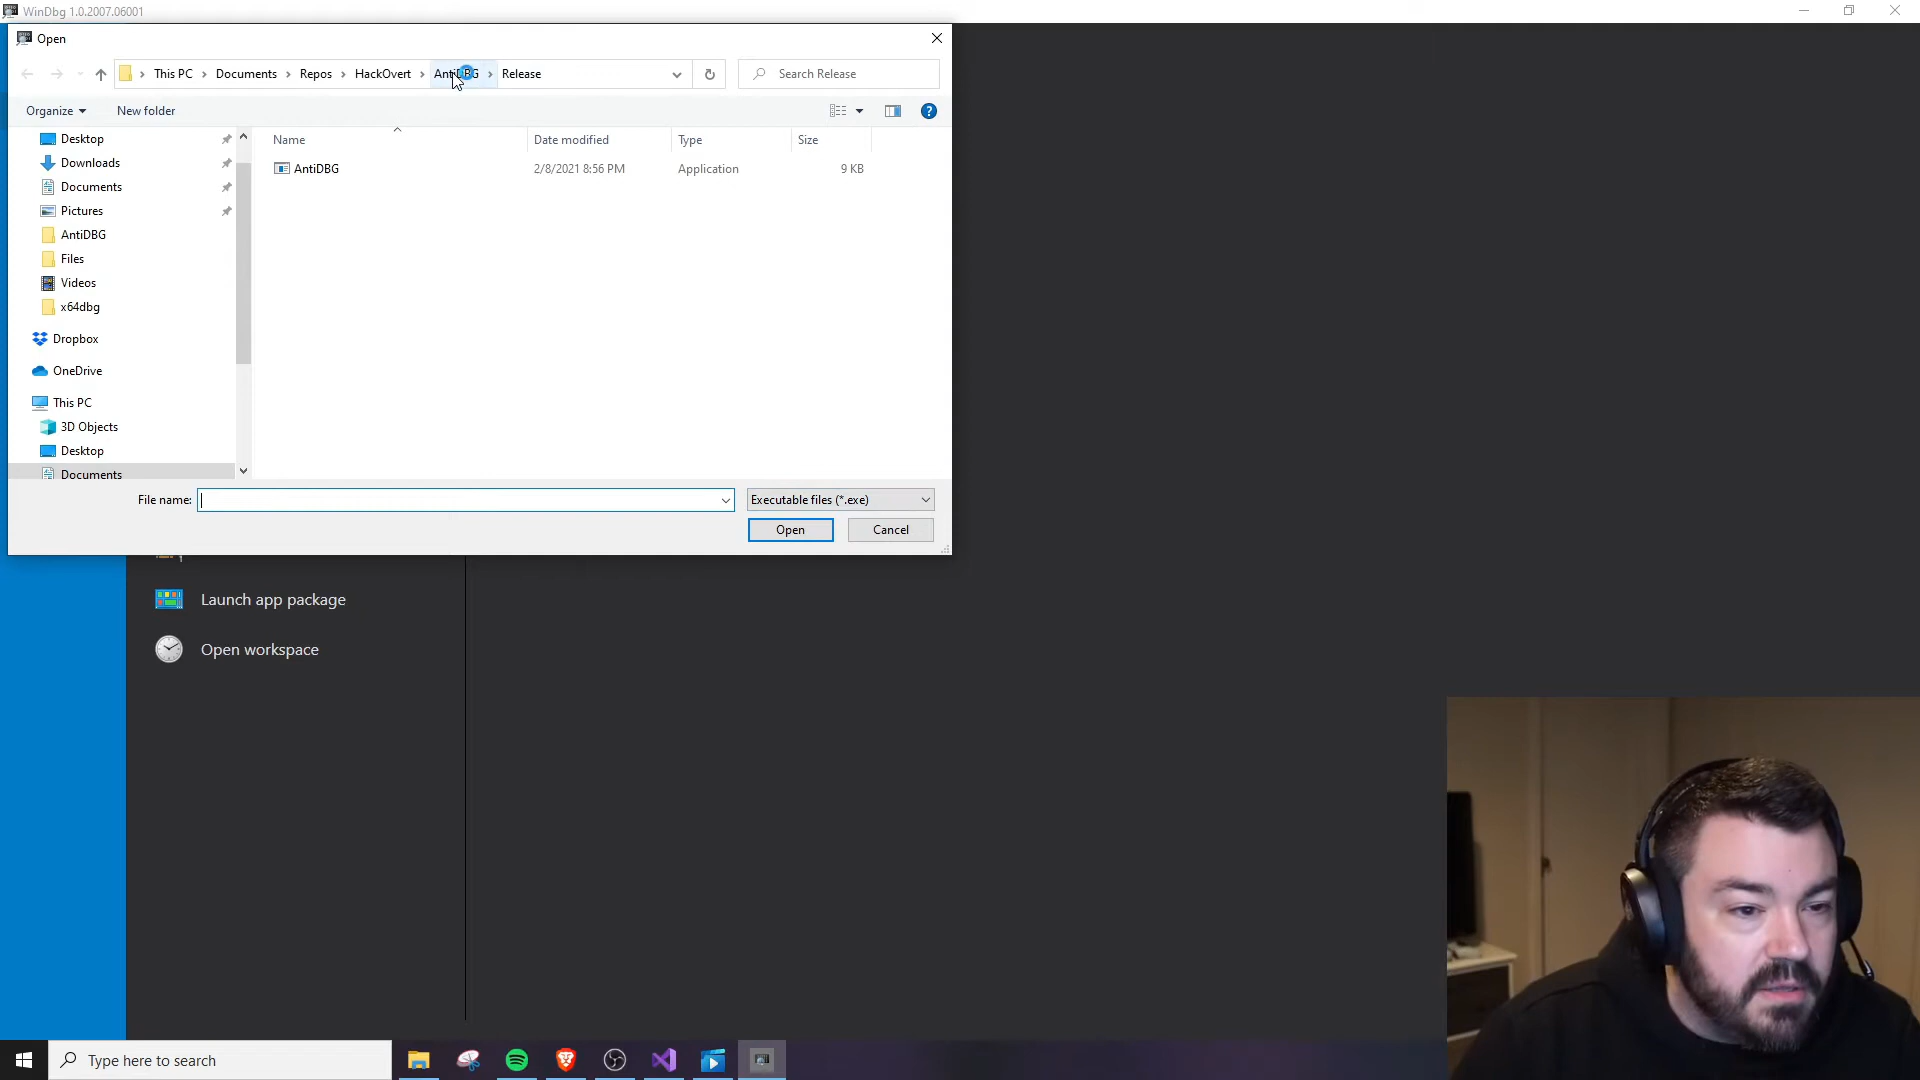 WinDbg 1.0.2007.06001
Open
This PC > Documents > Repos > HackOvert > AntiDBG > Release
Search Release
Organize
New folder
Name
Date modified
Type
Size
AntiDBG
2/8/2021 8:56 PM
Application
9 KB
Desktop
Downloads
Documents
Pictures
AntiDBG
Files
Videos
x64dbg
Dropbox
OneDrive
This PC
3D Objects
Desktop
Documents
File name:
Executable files (*.exe)
Open
Cancel
Launch app package
Open workspace
Type here to search